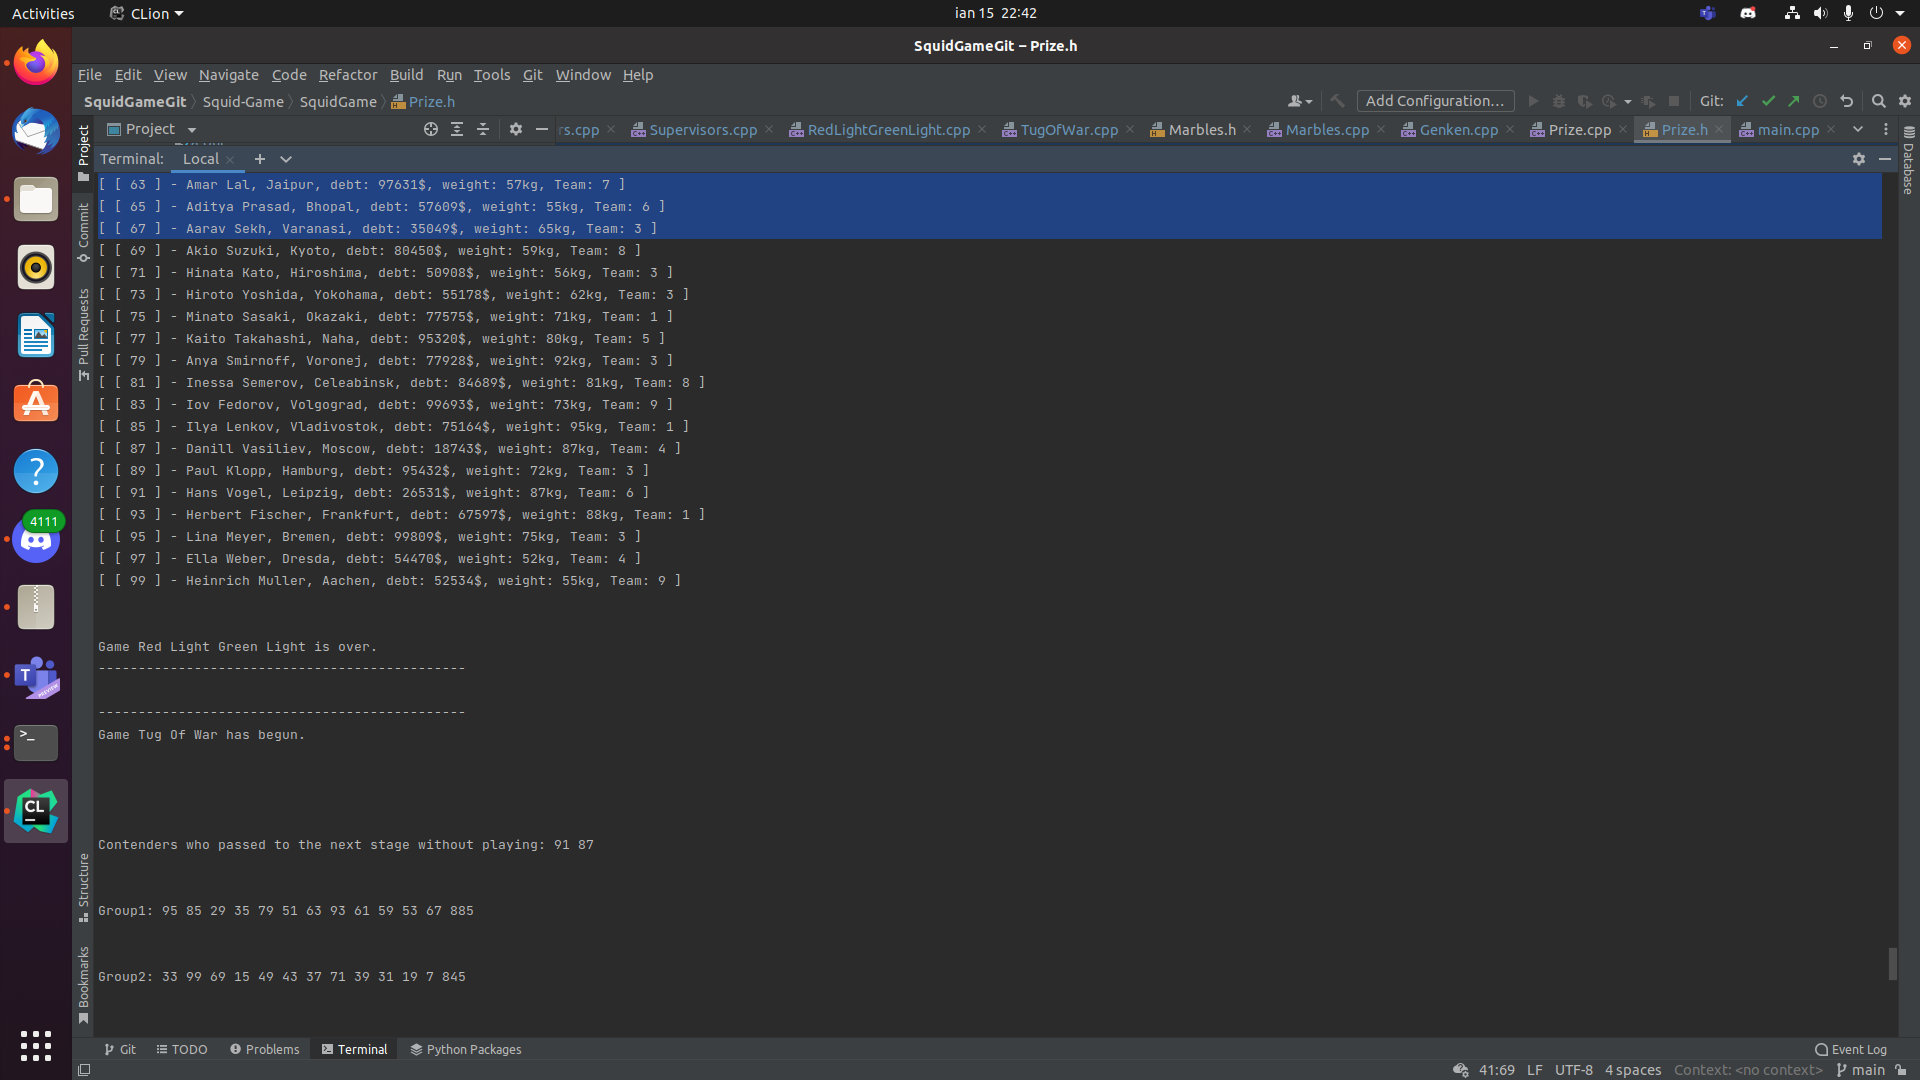 Activities CLion ian 15 22:42
SquidGameGit – Prize.h
File Edit View Navigate Code Refactor Build Run Tools Git Window Help
SquidGameGit Squid-Game SquidGame Prize.h Add Configuration... Git:
Project rs.cpp Supervisors.cpp RedLightGreenLight.cpp TugOfWar.cpp Marbles.h Marbles.cpp Genken.cpp Prize.cpp Prize.h main.cpp
Terminal: Local
[ [ 63 ] - Amar Lal, Jaipur, debt: 97631$, weight: 57kg, Team: 7 ]
[ [ 65 ] - Aditya Prasad, Bhopal, debt: 57609$, weight: 55kg, Team: 6 ]
[ [ 67 ] - Aarav Sekh, Varanasi, debt: 35049$, weight: 65kg, Team: 3 ]
[ [ 69 ] - Akio Suzuki, Kyoto, debt: 80450$, weight: 59kg, Team: 8 ]
[ [ 71 ] - Hinata Kato, Hiroshima, debt: 50908$, weight: 56kg, Team: 3 ]
[ [ 73 ] - Hiroto Yoshida, Yokohama, debt: 55178$, weight: 62kg, Team: 3 ]
[ [ 75 ] - Minato Sasaki, Okazaki, debt: 77575$, weight: 71kg, Team: 1 ]
[ [ 77 ] - Kaito Takahashi, Naha, debt: 95320$, weight: 80kg, Team: 5 ]
[ [ 79 ] - Anya Smirnoff, Voronej, debt: 77928$, weight: 92kg, Team: 3 ]
[ [ 81 ] - Inessa Semerov, Celeabinsk, debt: 84689$, weight: 81kg, Team: 8 ]
[ [ 83 ] - Iov Fedorov, Volgograd, debt: 99693$, weight: 73kg, Team: 9 ]
[ [ 85 ] - Ilya Lenkov, Vladivostok, debt: 75164$, weight: 95kg, Team: 1 ]
[ [ 87 ] - Danill Vasiliev, Moscow, debt: 18743$, weight: 87kg, Team: 4 ]
[ [ 89 ] - Paul Klopp, Hamburg, debt: 95432$, weight: 72kg, Team: 3 ]
[ [ 91 ] - Hans Vogel, Leipzig, debt: 26531$, weight: 87kg, Team: 6 ]
[ [ 93 ] - Herbert Fischer, Frankfurt, debt: 67597$, weight: 88kg, Team: 1 ]
[ [ 95 ] - Lina Meyer, Bremen, debt: 99809$, weight: 75kg, Team: 3 ]
[ [ 97 ] - Ella Weber, Dresda, debt: 54470$, weight: 52kg, Team: 4 ]
[ [ 99 ] - Heinrich Muller, Aachen, debt: 52534$, weight: 55kg, Team: 9 ]
Game Red Light Green Light is over.
----------------------------------------------
----------------------------------------------
Game Tug Of War has begun.
Contenders who passed to the next stage without playing: 91 87
Group1: 95 85 29 35 79 51 63 93 61 59 53 67 885
Group2: 33 99 69 15 49 43 37 71 39 31 19 7 845
Project
Commit
Pull Requests
Structure
Bookmarks
Database
4111
T
PREVIEW
>_
CL
Git TODO Problems Terminal Python Packages Event Log
41:69 LF UTF-8 4 spaces Context: <no context> main